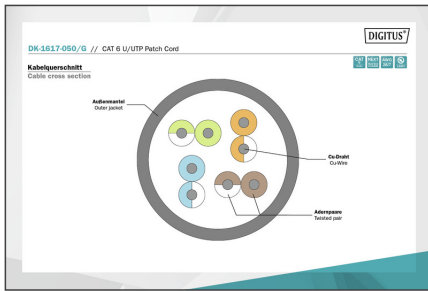 DIGITUS®
DK-1617-050/G // CAT 6 U/UTP Patch Cord
Kabelquerschnitt
Cable cross section
Außenmantel
Outer jacket
Cu-Draht
Cu-Wire
Adernpaare
Twisted pair